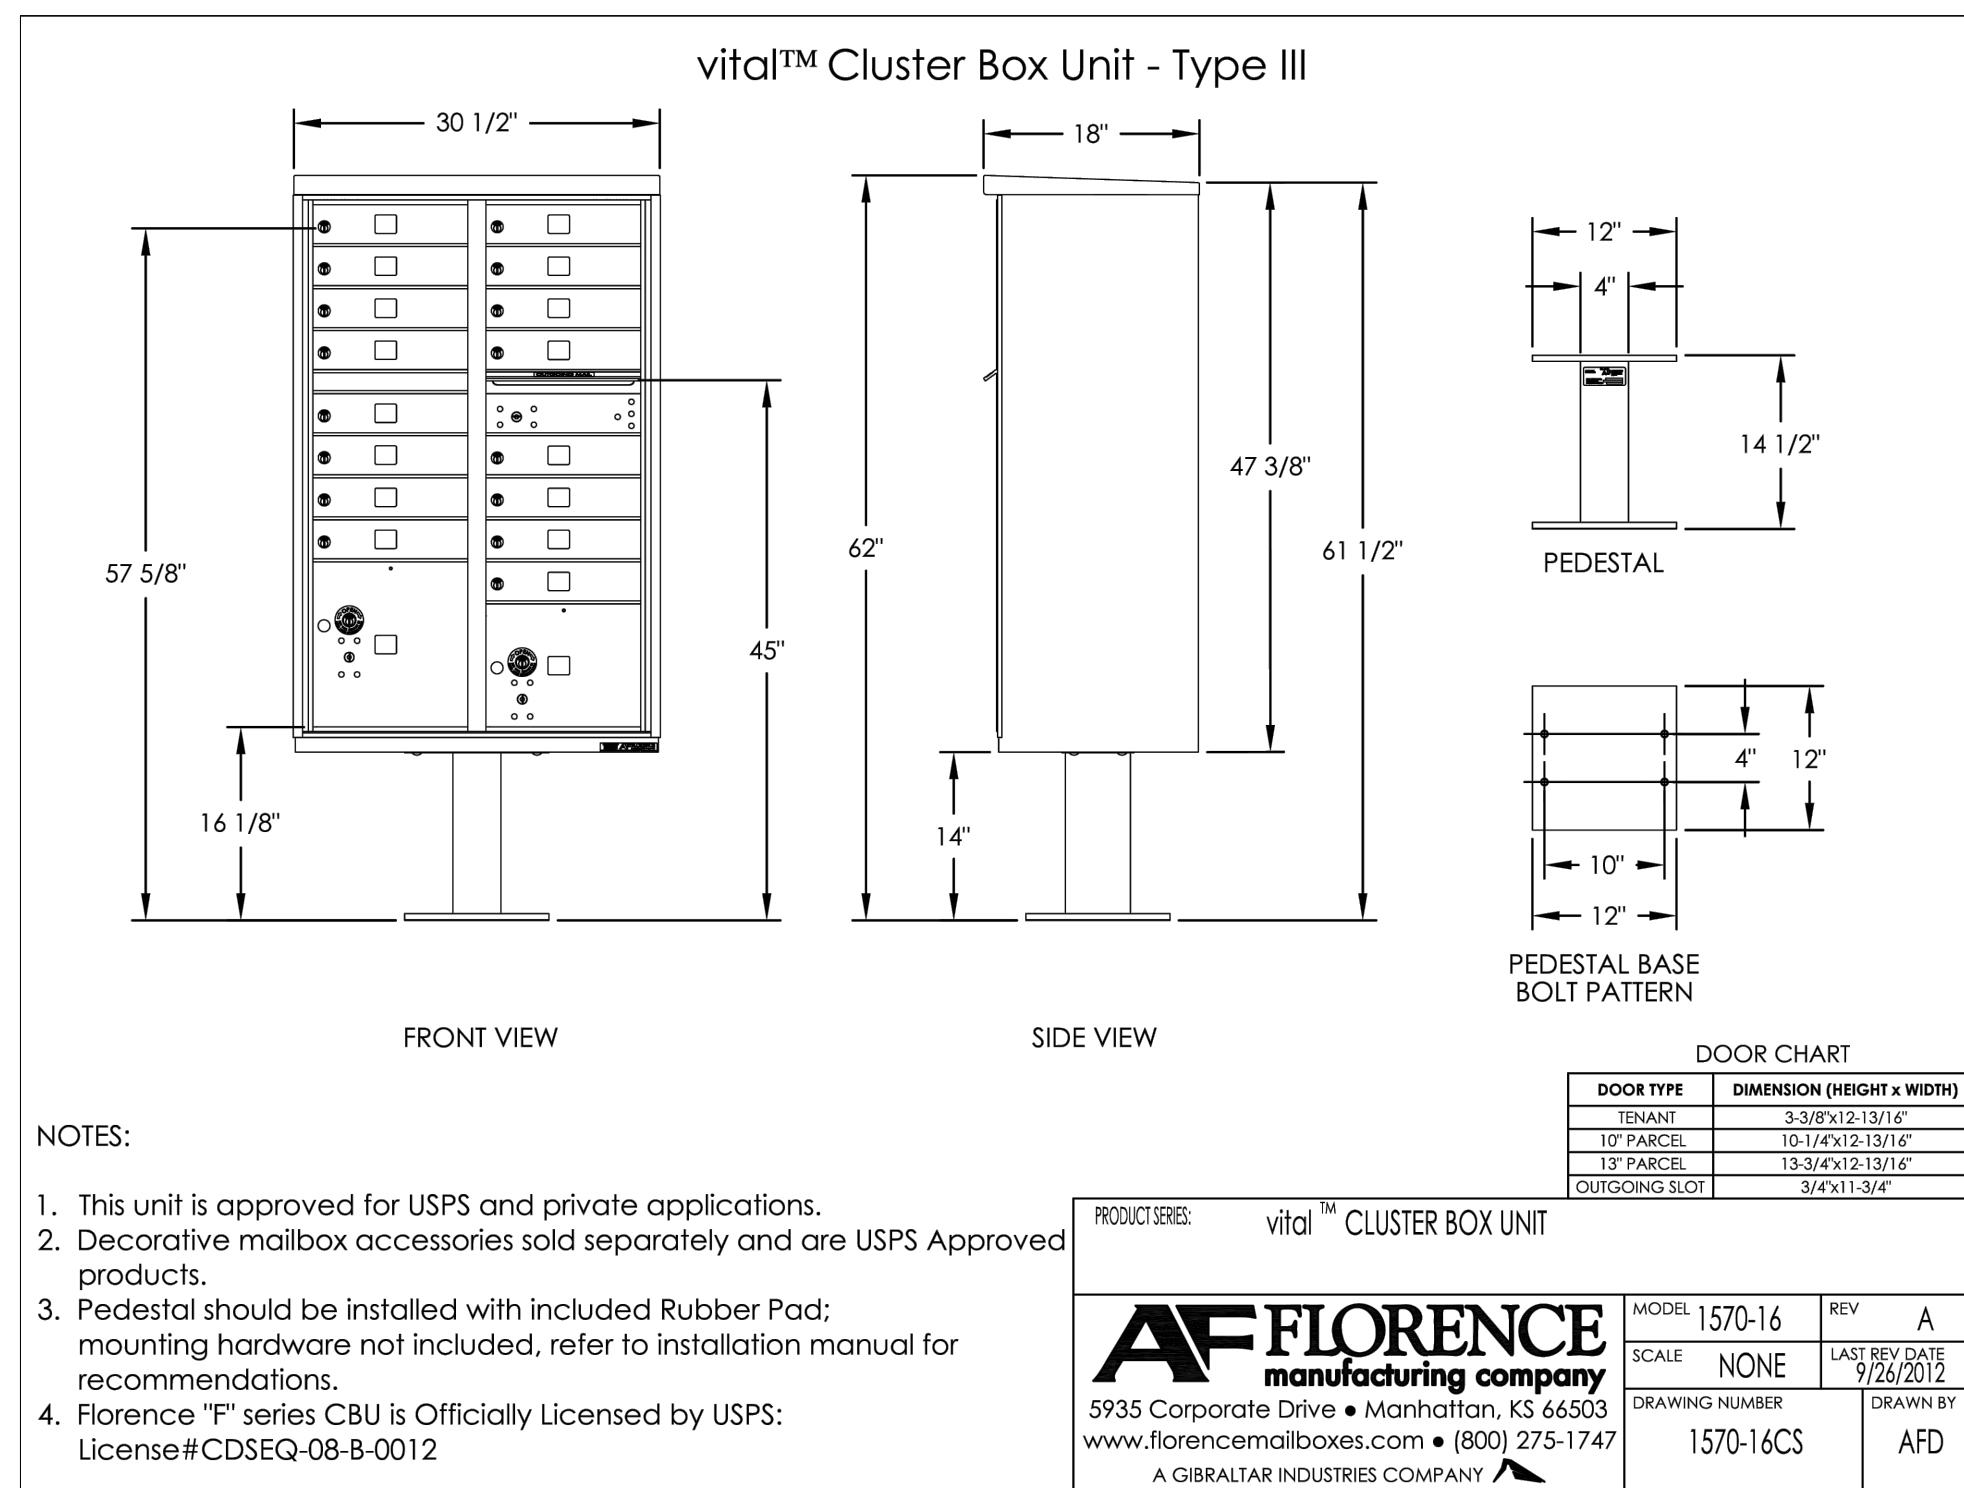 vital™ Cluster Box Unit - Type III
30 1/2"
18"
12"
4"
OUTGOING MAIL
14 1/2"
47 3/8"
62"
61 1/2"
57 5/8"
PEDESTAL
45"
4"
12"
16 1/8"
14"
10"
12"
PEDESTAL BASE
BOLT PATTERN
FRONT VIEW
SIDE VIEW
DOOR CHART
DOOR TYPE DIMENSION (HEIGHT x WIDTH)
TENANT 3-3/8"x12-13/16"
10" PARCEL 10-1/4"x12-13/16"
13" PARCEL 13-3/4"x12-13/16"
OUTGOING SLOT 3/4"x11-3/4"
NOTES:
1. This unit is approved for USPS and private applications.
2. Decorative mailbox accessories sold separately and are USPS Approved
products.
3. Pedestal should be installed with included Rubber Pad;
mounting hardware not included, refer to installation manual for
recommendations.
4. Florence "F" series CBU is Officially Licensed by USPS:
License#CDSEQ-08-B-0012
PRODUCT SERIES: vital ™ CLUSTER BOX UNIT
AF FLORENCE
manufacturing company
5935 Corporate Drive ● Manhattan, KS 66503
www.florencemailboxes.com ● (800) 275-1747
A GIBRALTAR INDUSTRIES COMPANY
MODEL 1570-16
REV A
SCALE NONE
LAST REV DATE
9/26/2012
DRAWING NUMBER
1570-16CS
DRAWN BY
AFD